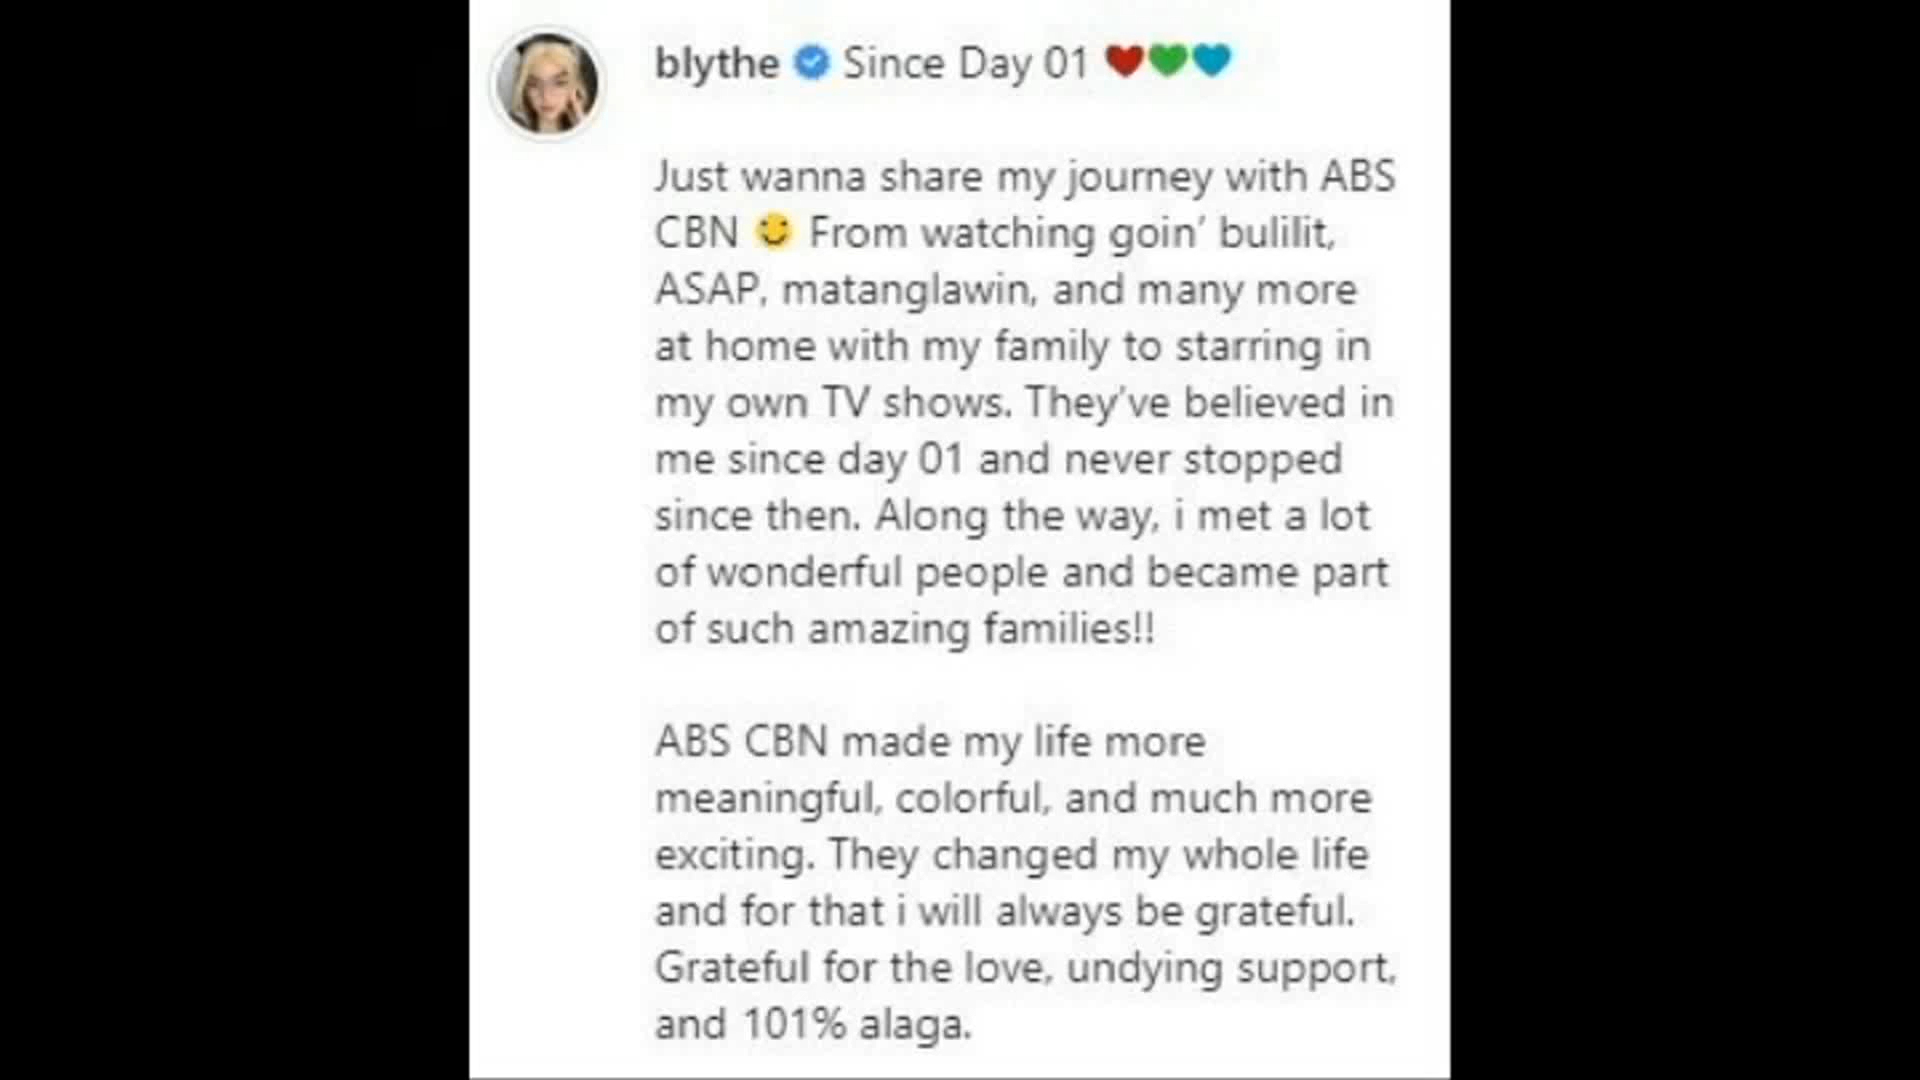 blythe Since Day 01 ❤️💚💙
Just wanna share my journey with ABS
CBN 🙂 From watching goin’ bulilit,
ASAP, matanglawin, and many more
at home with my family to starring in
my own TV shows. They’ve believed in
me since day 01 and never stopped
since then. Along the way, i met a lot
of wonderful people and became part
of such amazing families!!
ABS CBN made my life more
meaningful, colorful, and much more
exciting. They changed my whole life
and for that i will always be grateful.
Grateful for the love, undying support,
and 101% alaga.